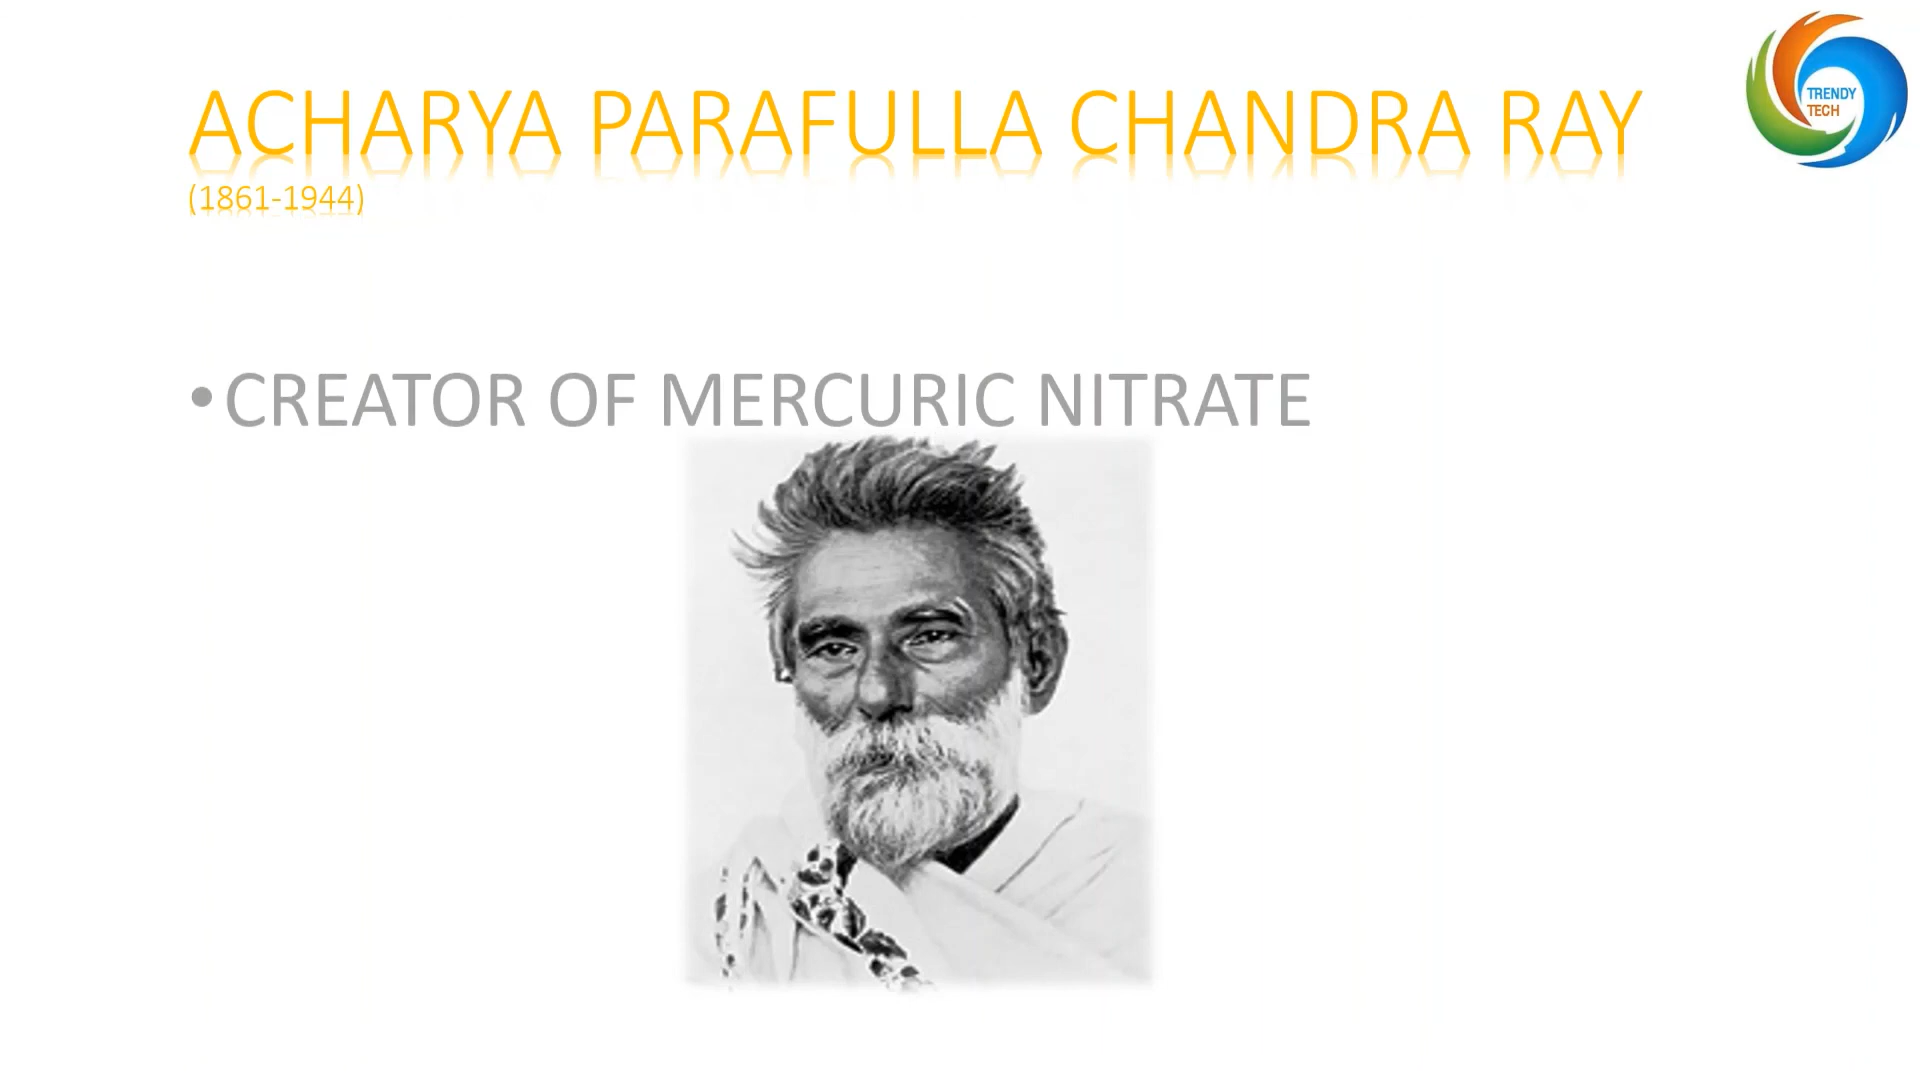 ACHARYA PARAFULLA CHANDRA RAY
(1861-1944)
TRENDY
TECH
• CREATOR OF MERCURIC NITRATE